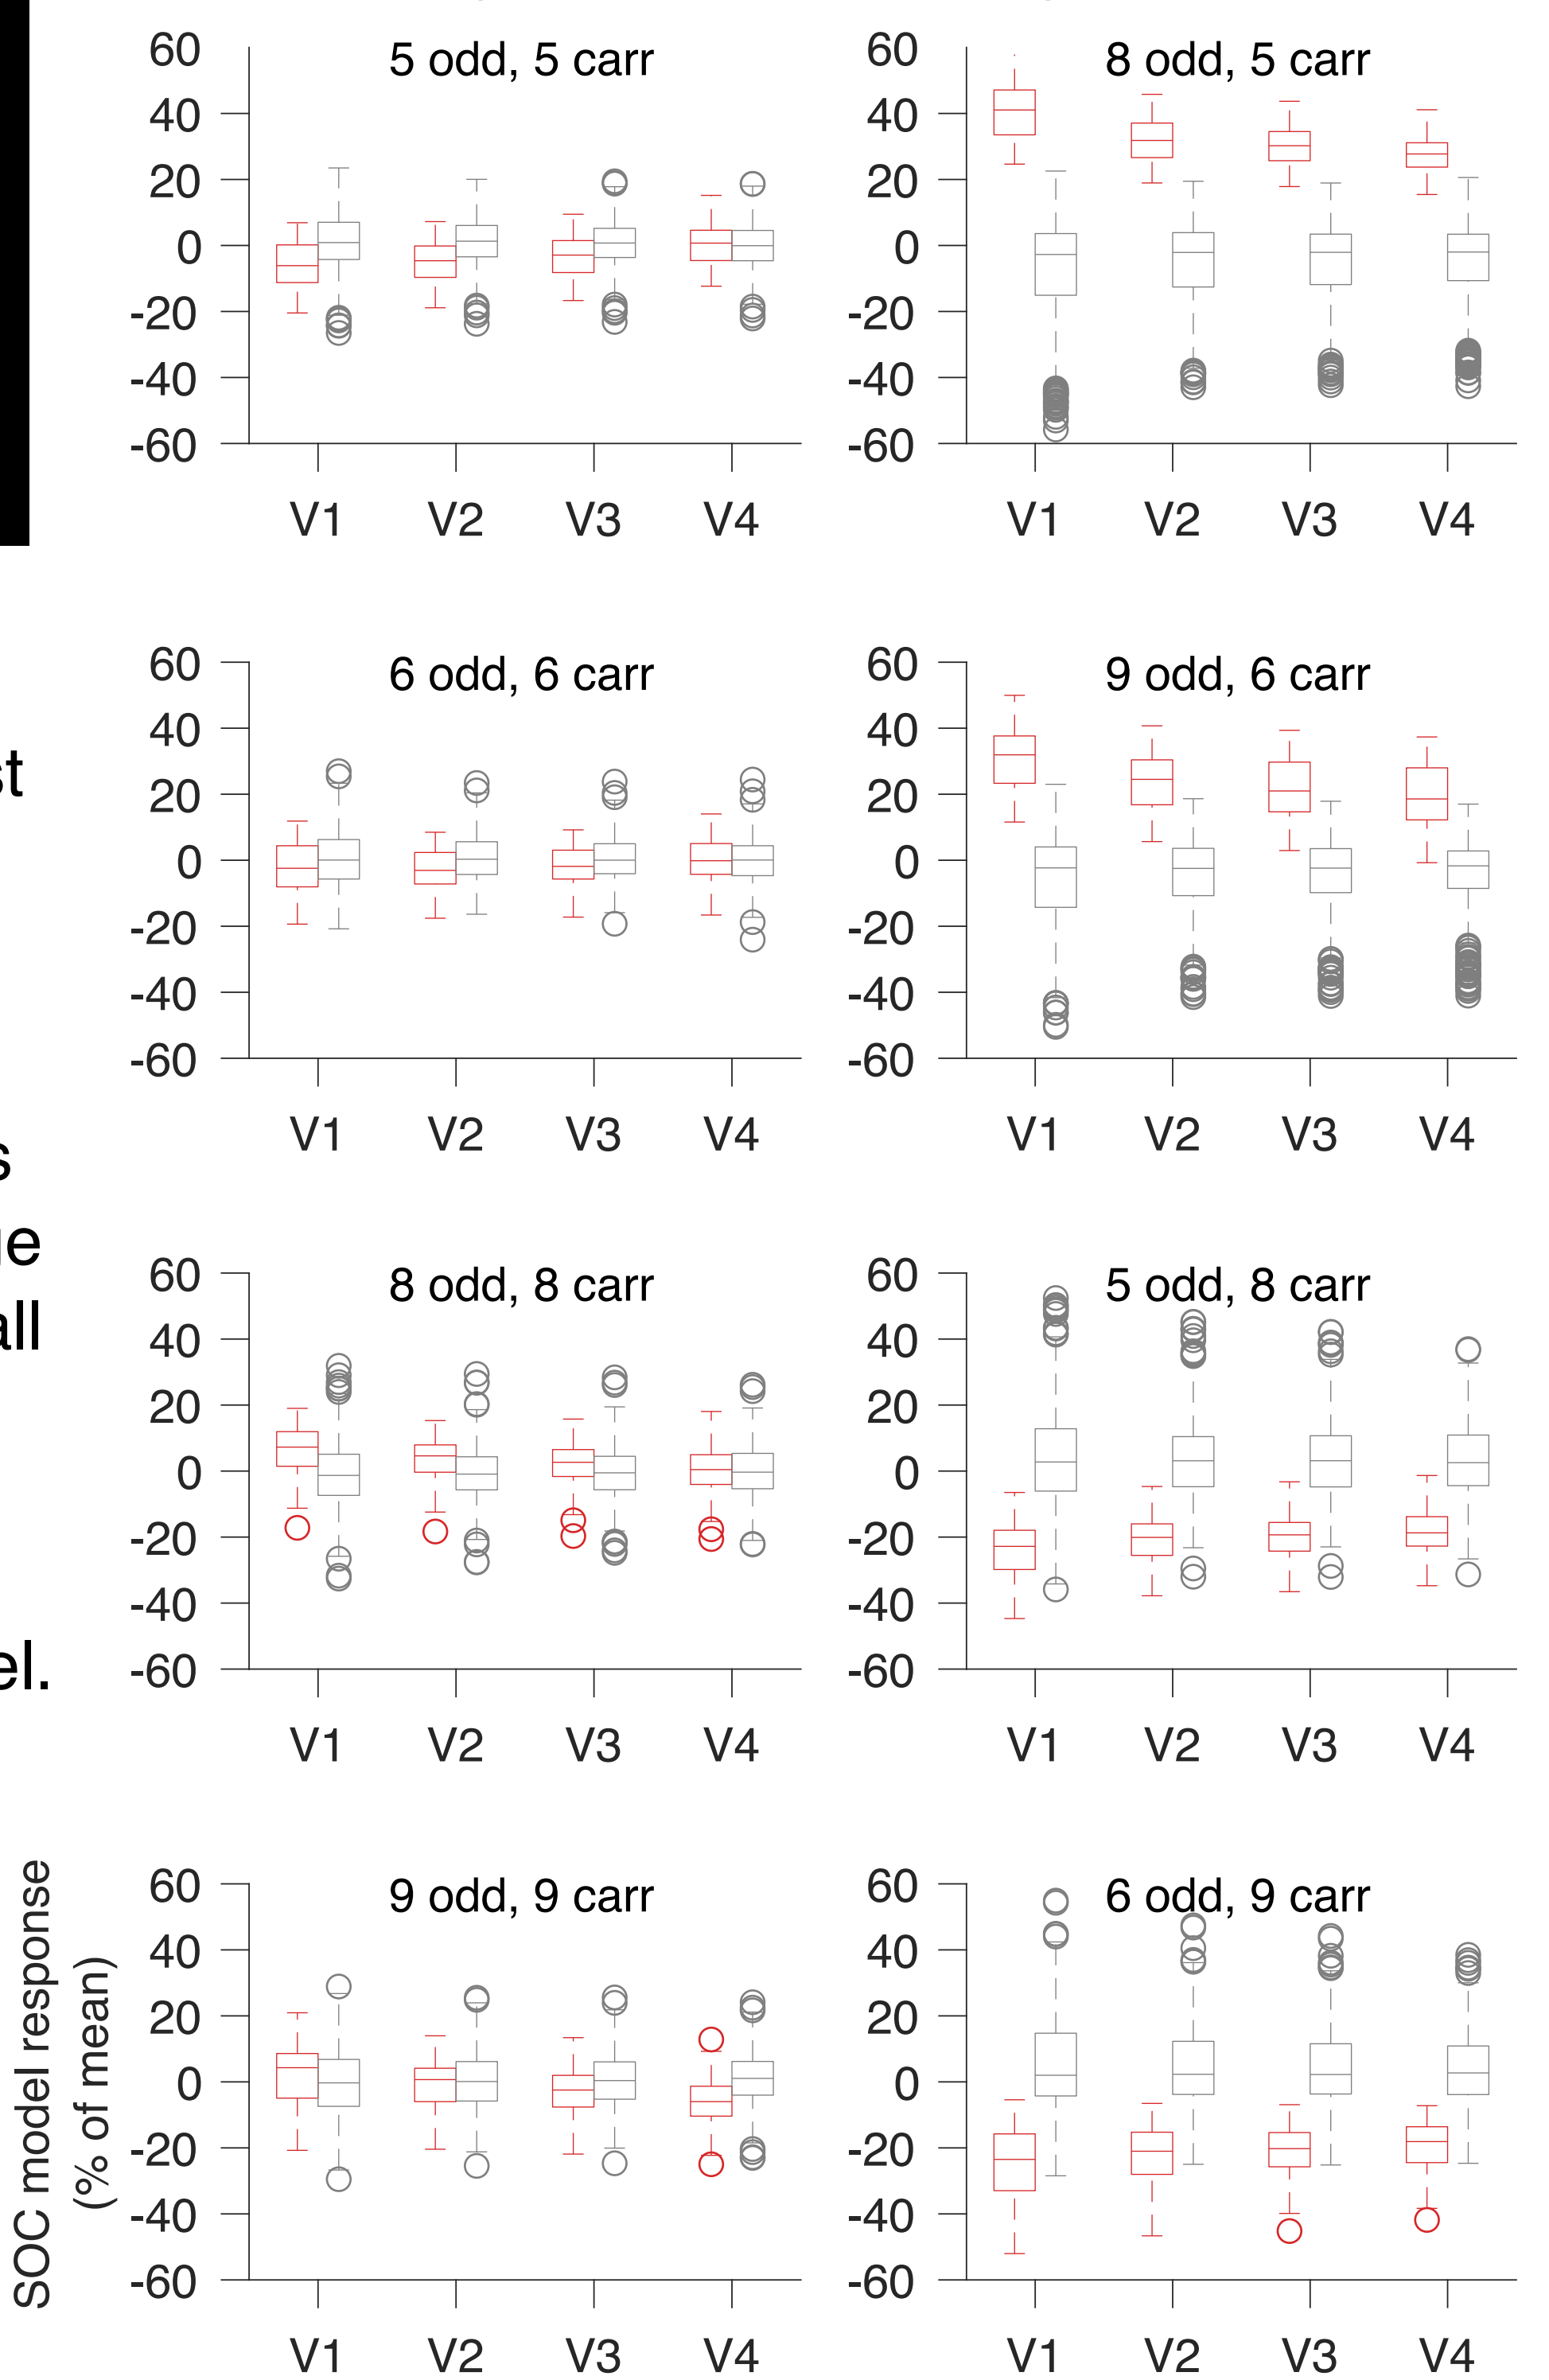 5 odd, 5 carr
60
40
20
0
-20
-40
-60
V1 V2 V3 V4
8 odd, 5 carr
60
40
20
0
-20
-40
-60
V1 V2 V3 V4
6 odd, 6 carr
60
40
20
0
-20
-40
-60
V1 V2 V3 V4
9 odd, 6 carr
60
40
20
0
-20
-40
-60
V1 V2 V3 V4
8 odd, 8 carr
60
40
20
0
-20
-40
-60
V1 V2 V3 V4
5 odd, 8 carr
60
40
20
0
-20
-40
-60
V1 V2 V3 V4
el.
SOC model response
(% of mean)
9 odd, 9 carr
60
40
20
0
-20
-40
-60
V1 V2 V3 V4
6 odd, 9 carr
60
40
20
0
-20
-40
-60
V1 V2 V3 V4